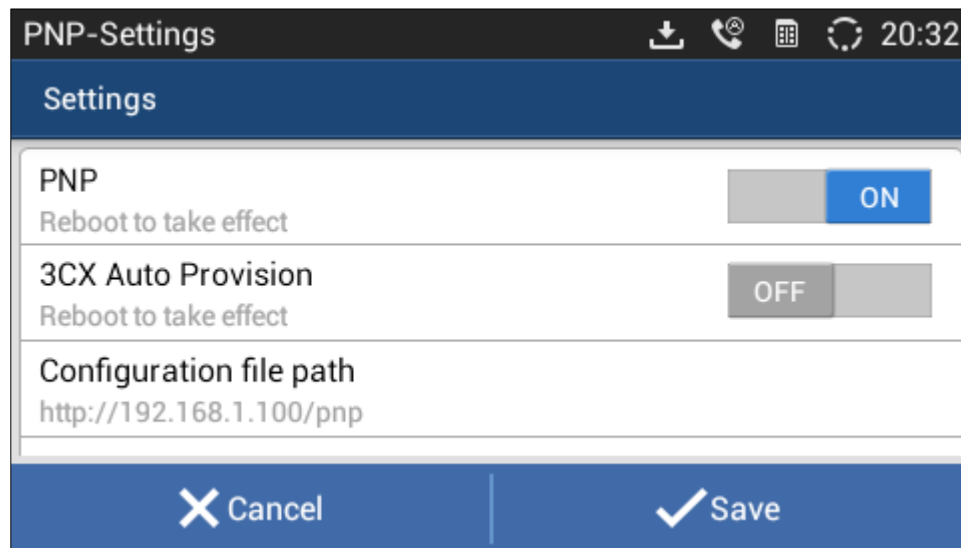 PNP-Settings 20:32
Settings
PNP
ON
Reboot to take effect
3CX Auto Provision
OFF
Reboot to take effect
Configuration file path
http://192.168.1.100/pnp
Cancel
Save